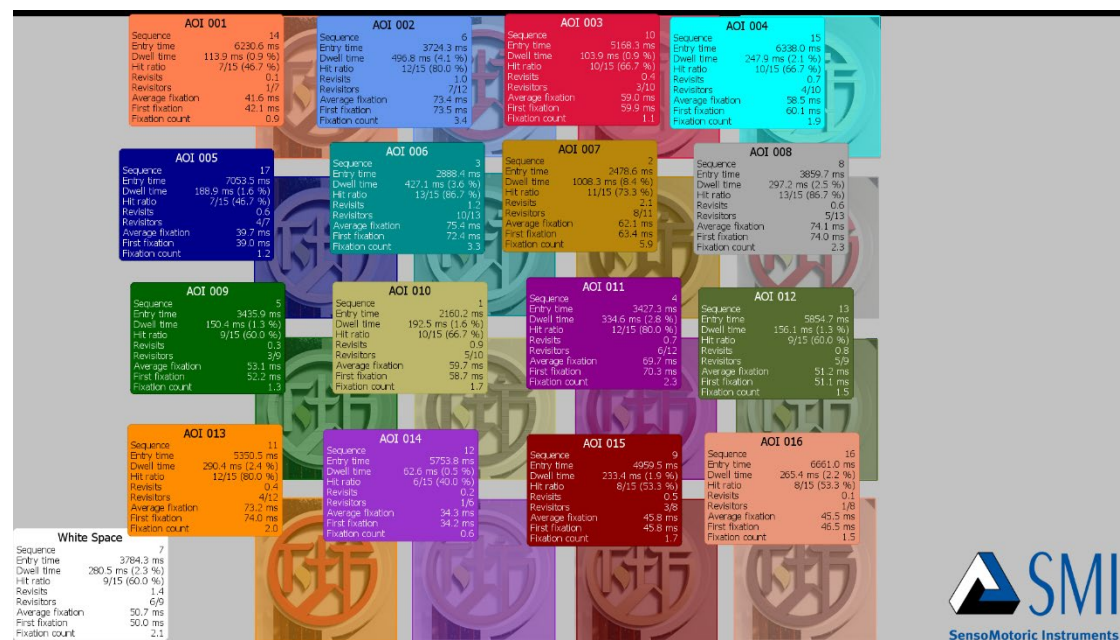 AOI 001
Sequence 14
Entry time 6230.6 ms
Dwell time 113.9 ms (0.9 %)
Hit ratio 7/15 (46.7 %)
Revisits 0.1
Revisitors 1/7
Average fixation 41.6 ms
First fixation 42.1 ms
Fixation count 0.9
AOI 002
Sequence 6
Entry time 3724.3 ms
Dwell time 496.8 ms (4.1 %)
Hit ratio 12/15 (80.0 %)
Revisits 1.0
Revisitors 7/12
Average fixation 73.4 ms
First fixation 73.5 ms
Fixation count 3.4
AOI 003
Sequence 10
Entry time 5168.3 ms
Dwell time 103.9 ms (0.9 %)
Hit ratio 10/15 (66.7 %)
Revisits 0.4
Revisitors 3/10
Average fixation 59.0 ms
First fixation 59.9 ms
Fixation count 1.1
AOI 004
Sequence 15
Entry time 6338.0 ms
Dwell time 247.9 ms (2.1 %)
Hit ratio 10/15 (66.7 %)
Revisits 0.7
Revisitors 4/10
Average fixation 58.5 ms
First fixation 60.1 ms
Fixation count 1.9
AOI 005
Sequence 17
Entry time 7053.5 ms
Dwell time 188.9 ms (1.6 %)
Hit ratio 7/15 (46.7 %)
Revisits 0.6
Revisitors 4/7
Average fixation 39.7 ms
First fixation 39.0 ms
Fixation count 1.2
AOI 006
Sequence 3
Entry time 2888.4 ms
Dwell time 427.1 ms (3.6 %)
Hit ratio 13/15 (86.7 %)
Revisits 1.2
Revisitors 10/13
Average fixation 75.4 ms
First fixation 72.4 ms
Fixation count 3.3
AOI 007
Sequence 2
Entry time 2478.6 ms
Dwell time 1008.3 ms (8.4 %)
Hit ratio 11/15 (73.3 %)
Revisits 2.1
Revisitors 8/11
Average fixation 62.1 ms
First fixation 63.4 ms
Fixation count 5.9
AOI 008
Sequence 8
Entry time 3859.7 ms
Dwell time 297.2 ms (2.5 %)
Hit ratio 13/15 (86.7 %)
Revisits 0.6
Revisitors 5/13
Average fixation 74.1 ms
First fixation 74.0 ms
Fixation count 2.3
AOI 009
Sequence 5
Entry time 3435.9 ms
Dwell time 150.4 ms (1.3 %)
Hit ratio 9/15 (60.0 %)
Revisits 0.3
Revisitors 3/9
Average fixation 53.1 ms
First fixation 52.2 ms
Fixation count 1.3
AOI 010
Sequence 1
Entry time 2160.2 ms
Dwell time 192.5 ms (1.6 %)
Hit ratio 10/15 (66.7 %)
Revisits 0.9
Revisitors 5/10
Average fixation 59.7 ms
First fixation 58.7 ms
Fixation count 1.7
AOI 011
Sequence 4
Entry time 3427.3 ms
Dwell time 334.6 ms (2.8 %)
Hit ratio 12/15 (80.0 %)
Revisits 0.7
Revisitors 6/12
Average fixation 69.7 ms
First fixation 70.3 ms
Fixation count 2.3
AOI 012
Sequence 13
Entry time 5854.7 ms
Dwell time 156.1 ms (1.3 %)
Hit ratio 9/15 (60.0 %)
Revisits 0.8
Revisitors 5/9
Average fixation 51.2 ms
First fixation 51.1 ms
Fixation count 1.5
AOI 013
Sequence 11
Entry time 5350.5 ms
Dwell time 290.4 ms (2.4 %)
Hit ratio 12/15 (80.0 %)
Revisits 0.4
Revisitors 4/12
Average fixation 73.2 ms
First fixation 74.0 ms
Fixation count 2.0
AOI 014
Sequence 12
Entry time 5753.8 ms
Dwell time 62.6 ms (0.5 %)
Hit ratio 6/15 (40.0 %)
Revisits 0.2
Revisitors 1/6
Average fixation 34.3 ms
First fixation 34.2 ms
Fixation count 0.6
AOI 015
Sequence 9
Entry time 4959.5 ms
Dwell time 233.4 ms (1.9 %)
Hit ratio 8/15 (53.3 %)
Revisits 0.5
Revisitors 3/8
Average fixation 45.8 ms
First fixation 45.8 ms
Fixation count 1.7
AOI 016
Sequence 16
Entry time 6661.0 ms
Dwell time 265.4 ms (2.2 %)
Hit ratio 8/15 (53.3 %)
Revisits 0.1
Revisitors 1/8
Average fixation 45.5 ms
First fixation 46.5 ms
Fixation count 1.5
White Space
Sequence 7
Entry time 3784.3 ms
Dwell time 280.5 ms (2.3 %)
Hit ratio 9/15 (60.0 %)
Revisits 1.4
Revisitors 6/9
Average fixation 50.7 ms
First fixation 50.0 ms
Fixation count 2.1
SMI
SensoMotoric Instruments